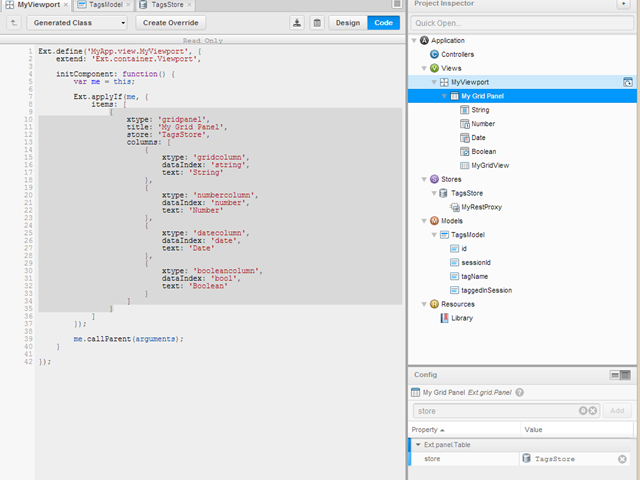 MyViewport × TagsModel × TagsStore ×
Generated Class Create Override Design Code
Read Only
1 Ext.define('MyApp.view.MyViewport', {
2 extend: 'Ext.container.Viewport',
3
4 initComponent: function() {
5 var me = this;
6
7 Ext.applyIf(me, {
8 items: [
9 {
10 xtype: 'gridpanel',
11 title: 'My Grid Panel',
12 store: 'TagsStore',
13 columns: [
14 {
15 xtype: 'gridcolumn',
16 dataIndex: 'string',
17 text: 'String'
18 },
19 {
20 xtype: 'numbercolumn',
21 dataIndex: 'number',
22 text: 'Number'
23 },
24 {
25 xtype: 'datecolumn',
26 dataIndex: 'date',
27 text: 'Date'
28 },
29 {
30 xtype: 'booleancolumn',
31 dataIndex: 'bool',
32 text: 'Boolean'
33 }
34 ]
35 }
36 ]
37 });
38
39 me.callParent(arguments);
40 }
41
42 });
Project Inspector
Quick Open...
Application
Controllers
Views
MyViewport
My Grid Panel
String
Number
Date
Boolean
MyGridView
Stores
TagsStore
MyRestProxy
Models
TagsModel
id
sessionId
tagName
taggedInSession
Resources
Library
Config
My Grid Panel Ext.grid.Panel ?
store Add
Property Value
Ext.panel.Table
store TagsStore